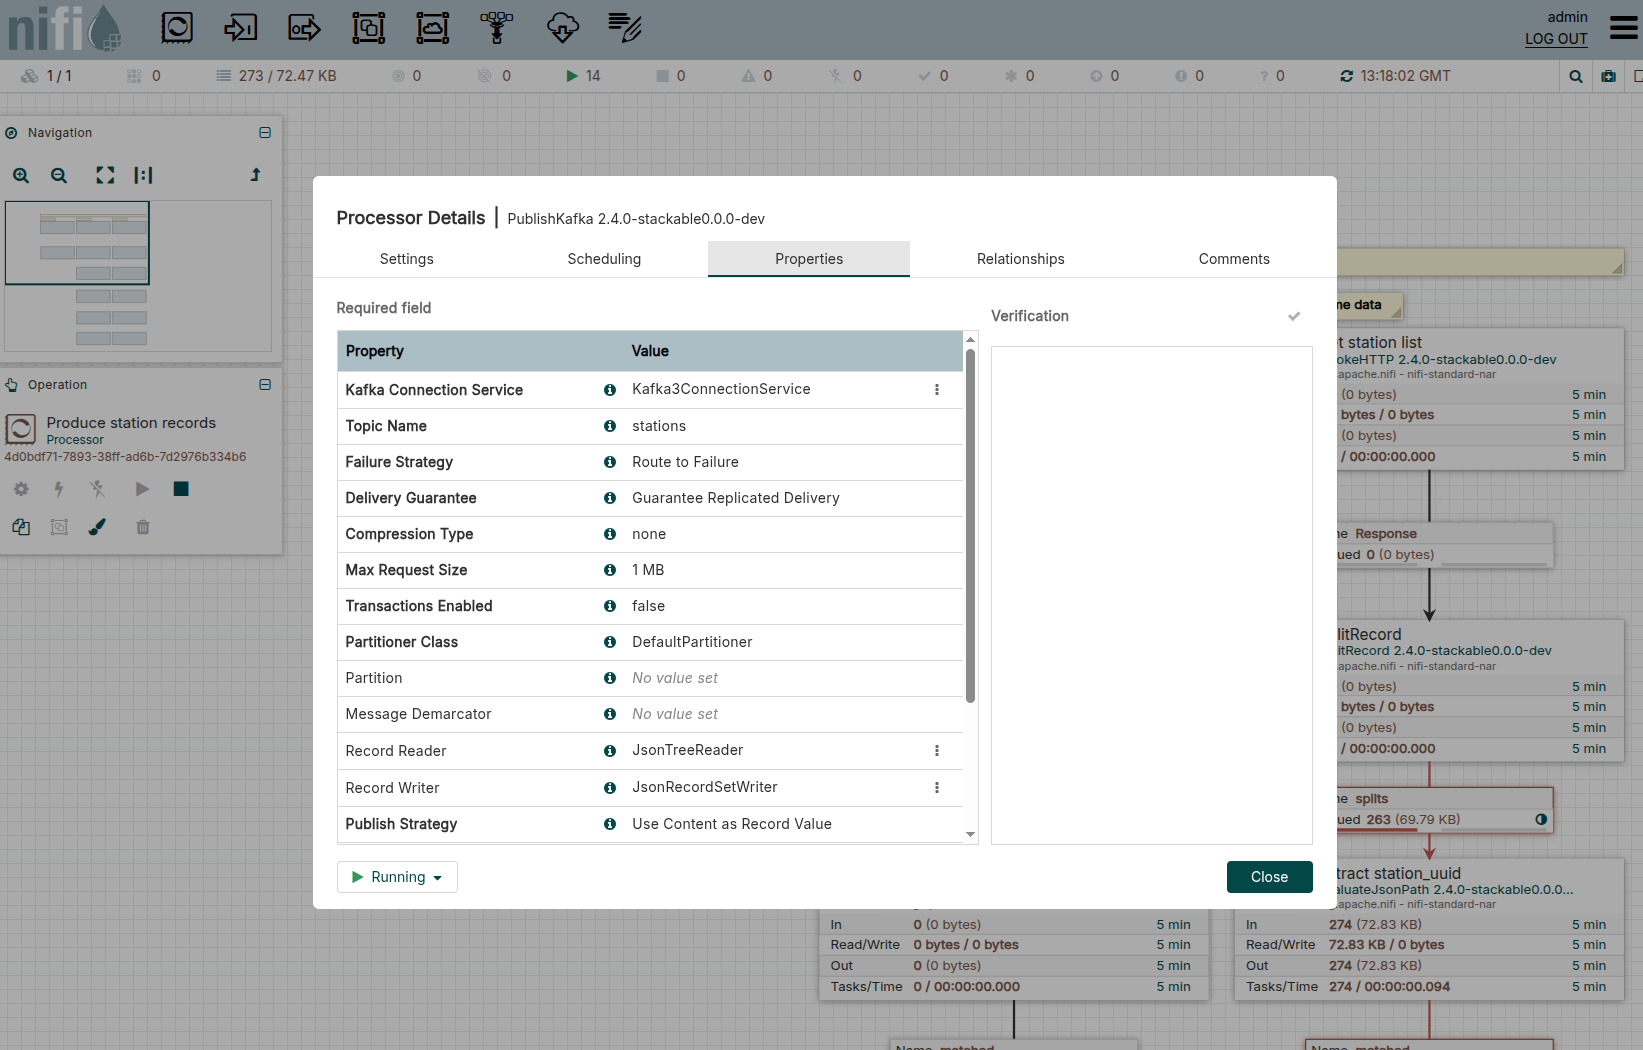 nifi
admin
LOG OUT
1 / 1
0
273 / 72.47 KB
0
0
14
0
0
0
0
0
0
0
0
13:18:02 GMT
Navigation
Operation
Produce station records
Processor
4d0bdf71-7893-38ff-ad6b-7d2976b334b6
Processor Details | PublishKafka 2.4.0-stackable0.0.0-dev
Settings
Scheduling
Properties
Relationships
Comments
Required field
Property Value
Kafka Connection Service Kafka3ConnectionService
Topic Name stations
Failure Strategy Route to Failure
Delivery Guarantee Guarantee Replicated Delivery
Compression Type none
Max Request Size 1 MB
Transactions Enabled false
Partitioner Class DefaultPartitioner
Partition No value set
Message Demarcator No value set
Record Reader JsonTreeReader
Record Writer JsonRecordSetWriter
Publish Strategy Use Content as Record Value
Verification
Running
Close
me data
t station list
okeHTTP 2.4.0-stackable0.0.0-dev
.apache.nifi - nifi-standard-nar
(0 bytes) 5 min
bytes / 0 bytes 5 min
(0 bytes) 5 min
/ 00:00:00.000 5 min
ne Response
ued 0 (0 bytes)
litRecord
itRecord 2.4.0-stackable0.0.0-dev
.apache.nifi - nifi-standard-nar
(0 bytes) 5 min
bytes / 0 bytes 5 min
(0 bytes) 5 min
/ 00:00:00.000 5 min
ne splits
ued 263 (69.79 KB)
tract station_uuid
aluateJsonPath 2.4.0-stackable0.0.0...
.apache.nifi - nifi-standard-nar
In 274 (72.83 KB) 5 min
Read/Write 72.83 KB / 0 bytes 5 min
Out 274 (72.83 KB) 5 min
Tasks/Time 274 / 00:00:00.094 5 min
In 0 (0 bytes) 5 min
Read/Write 0 bytes / 0 bytes 5 min
Out 0 (0 bytes) 5 min
Tasks/Time 0 / 00:00:00.000 5 min
Name matched
Name matched